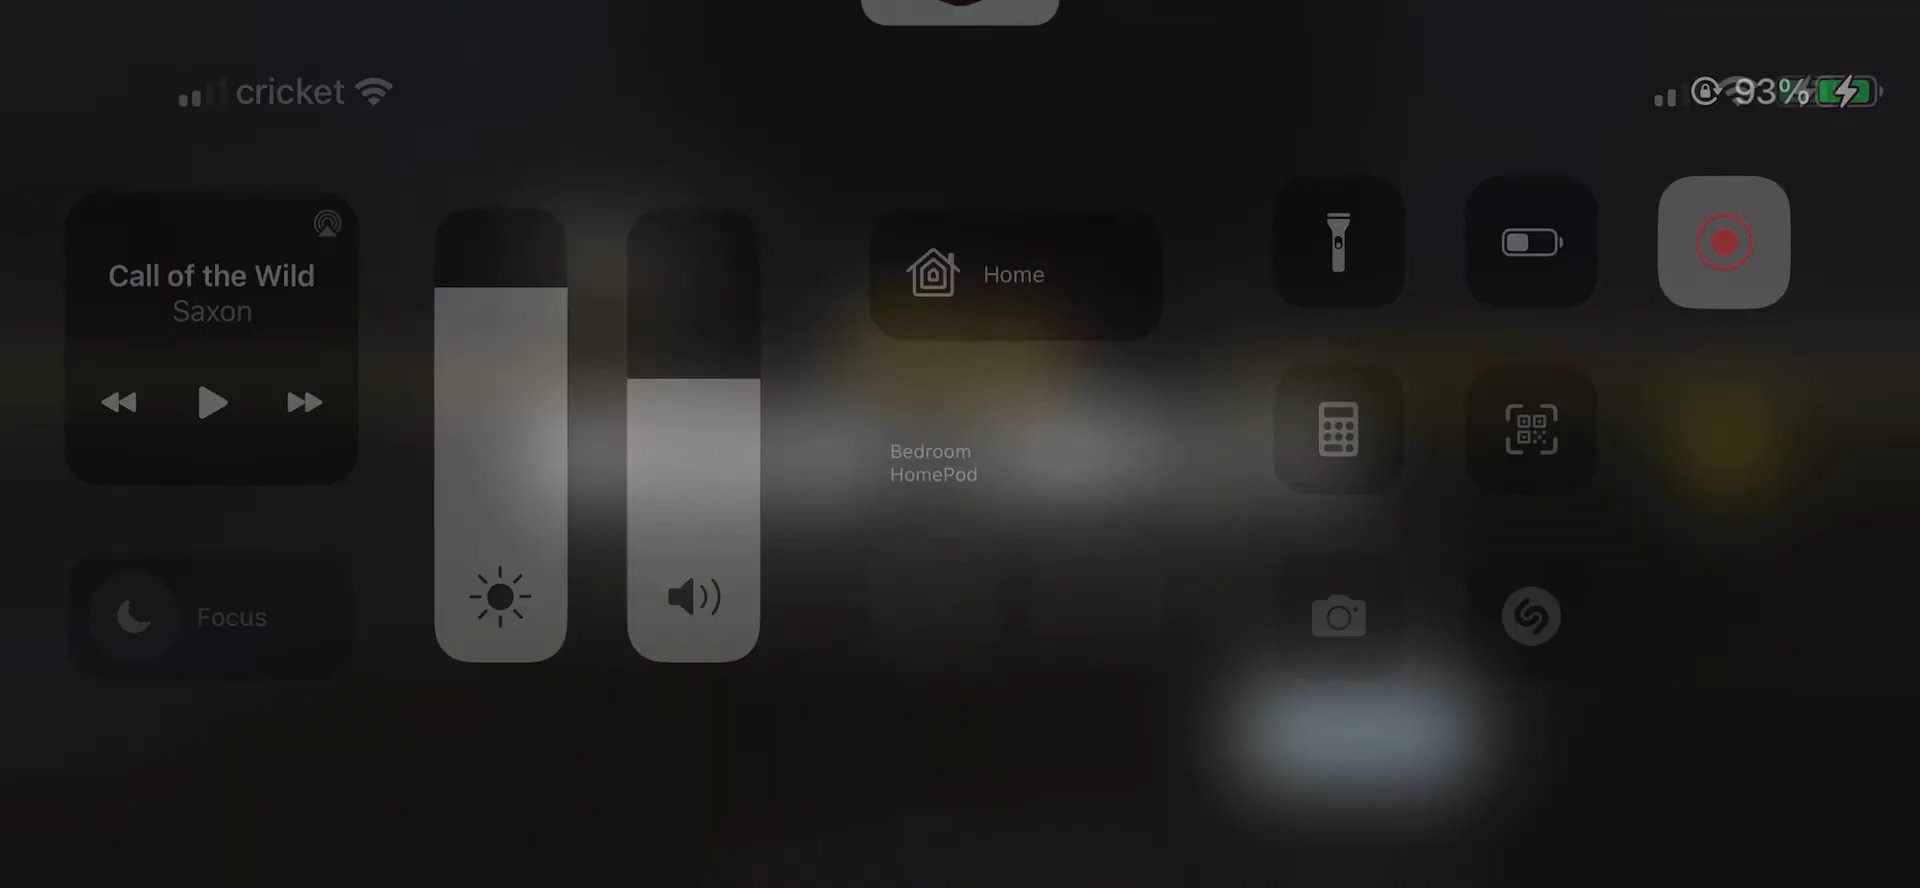 cricket
93%
Call of the Wild
Saxon
Home
Bedroom
HomePod
Focus